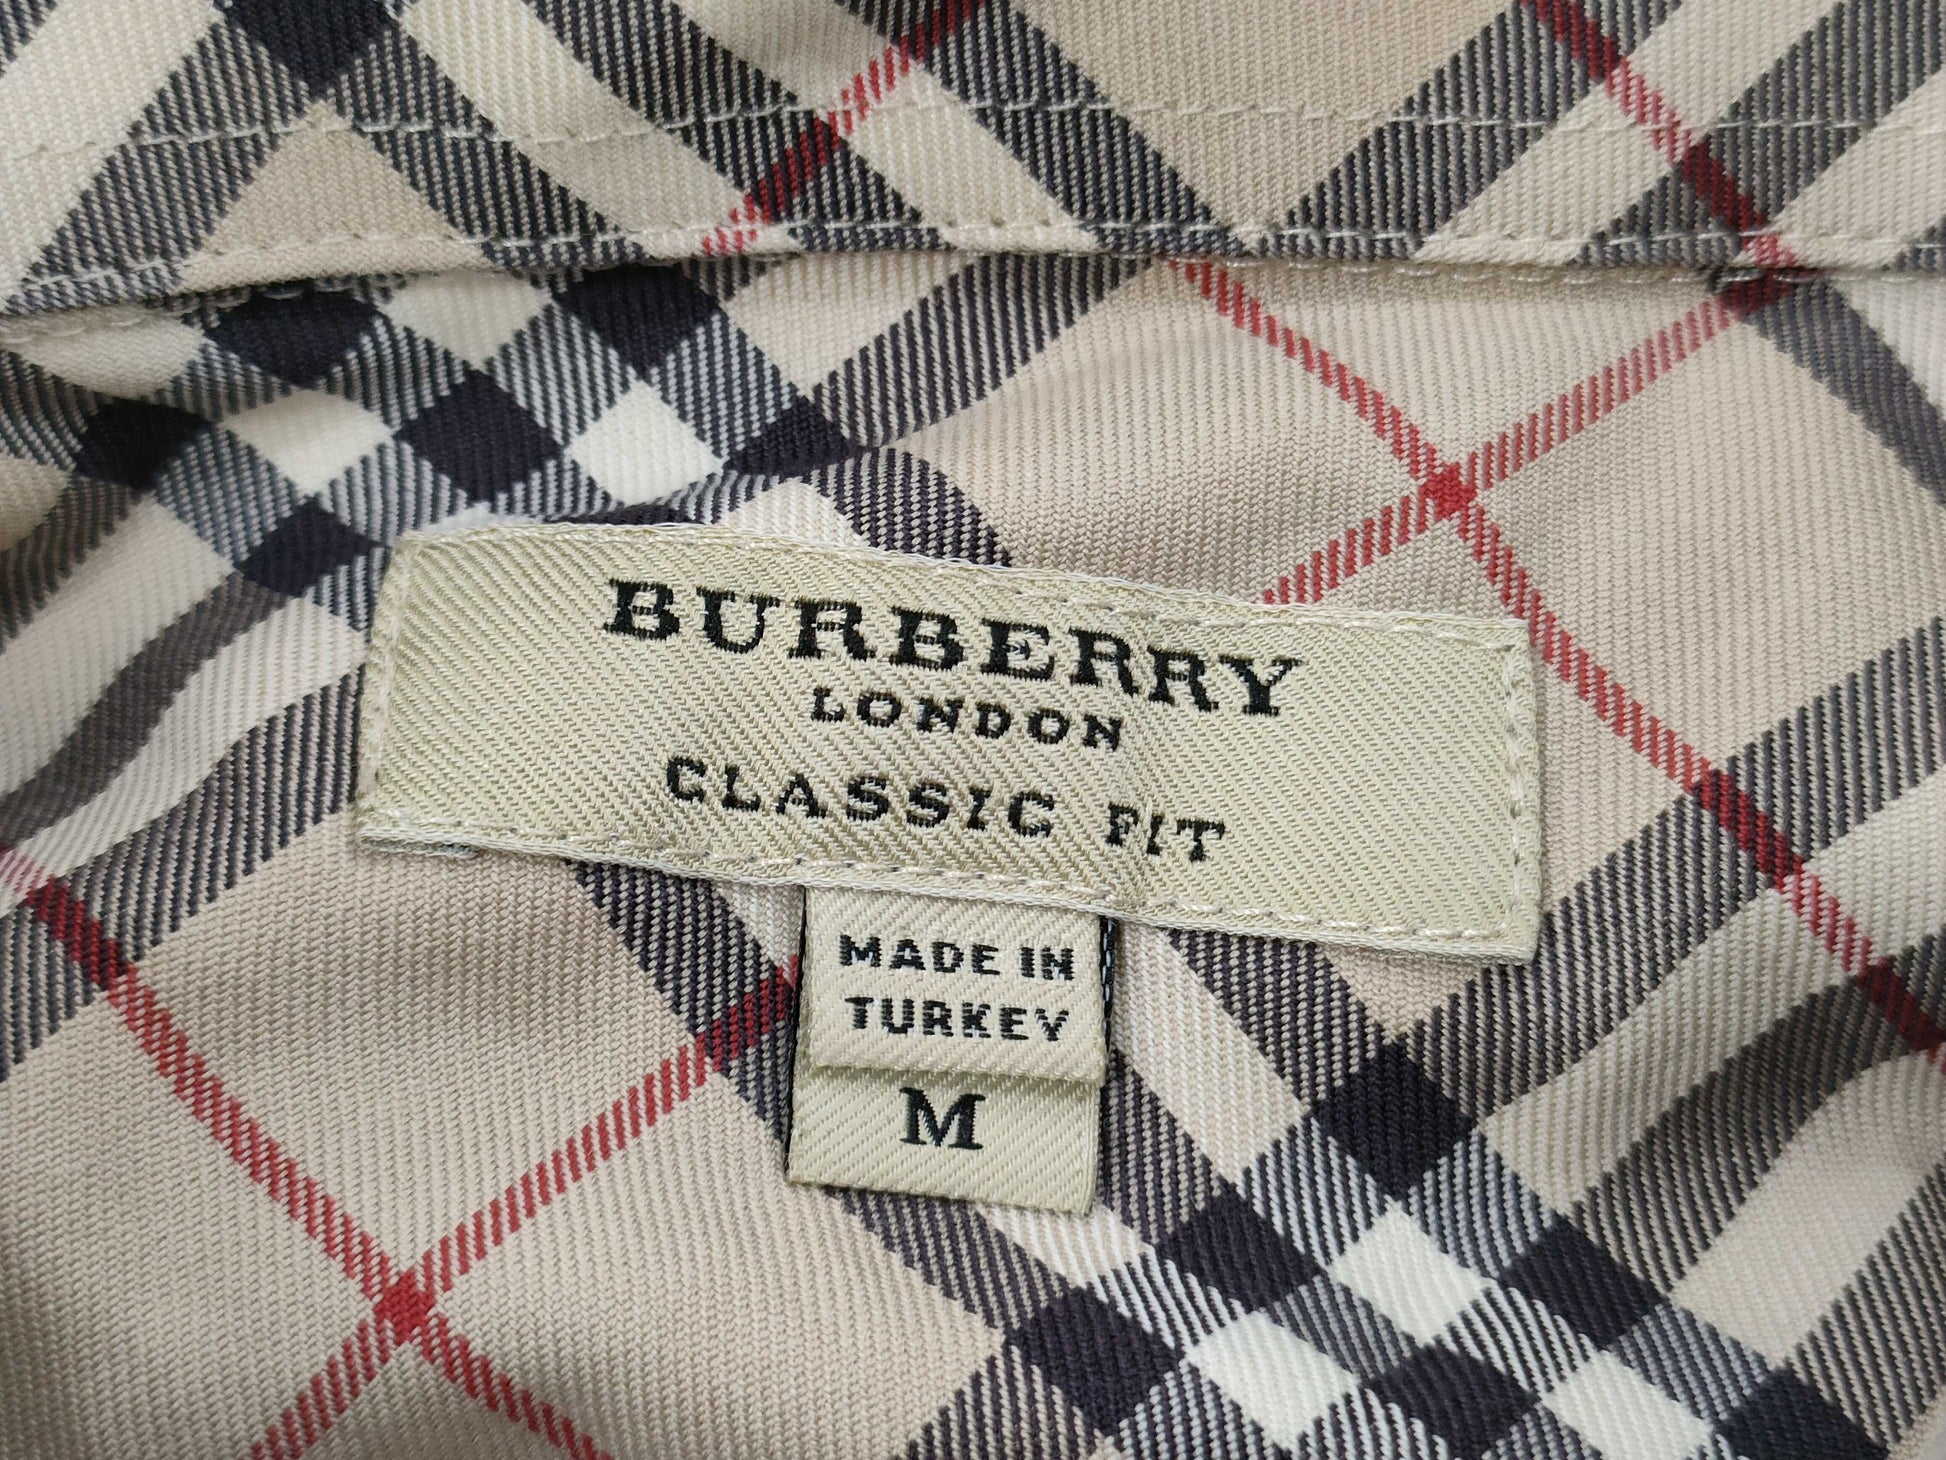 BURBERRY
LONDON
CLASSIC FIT
MADE IN
TURKEY
M